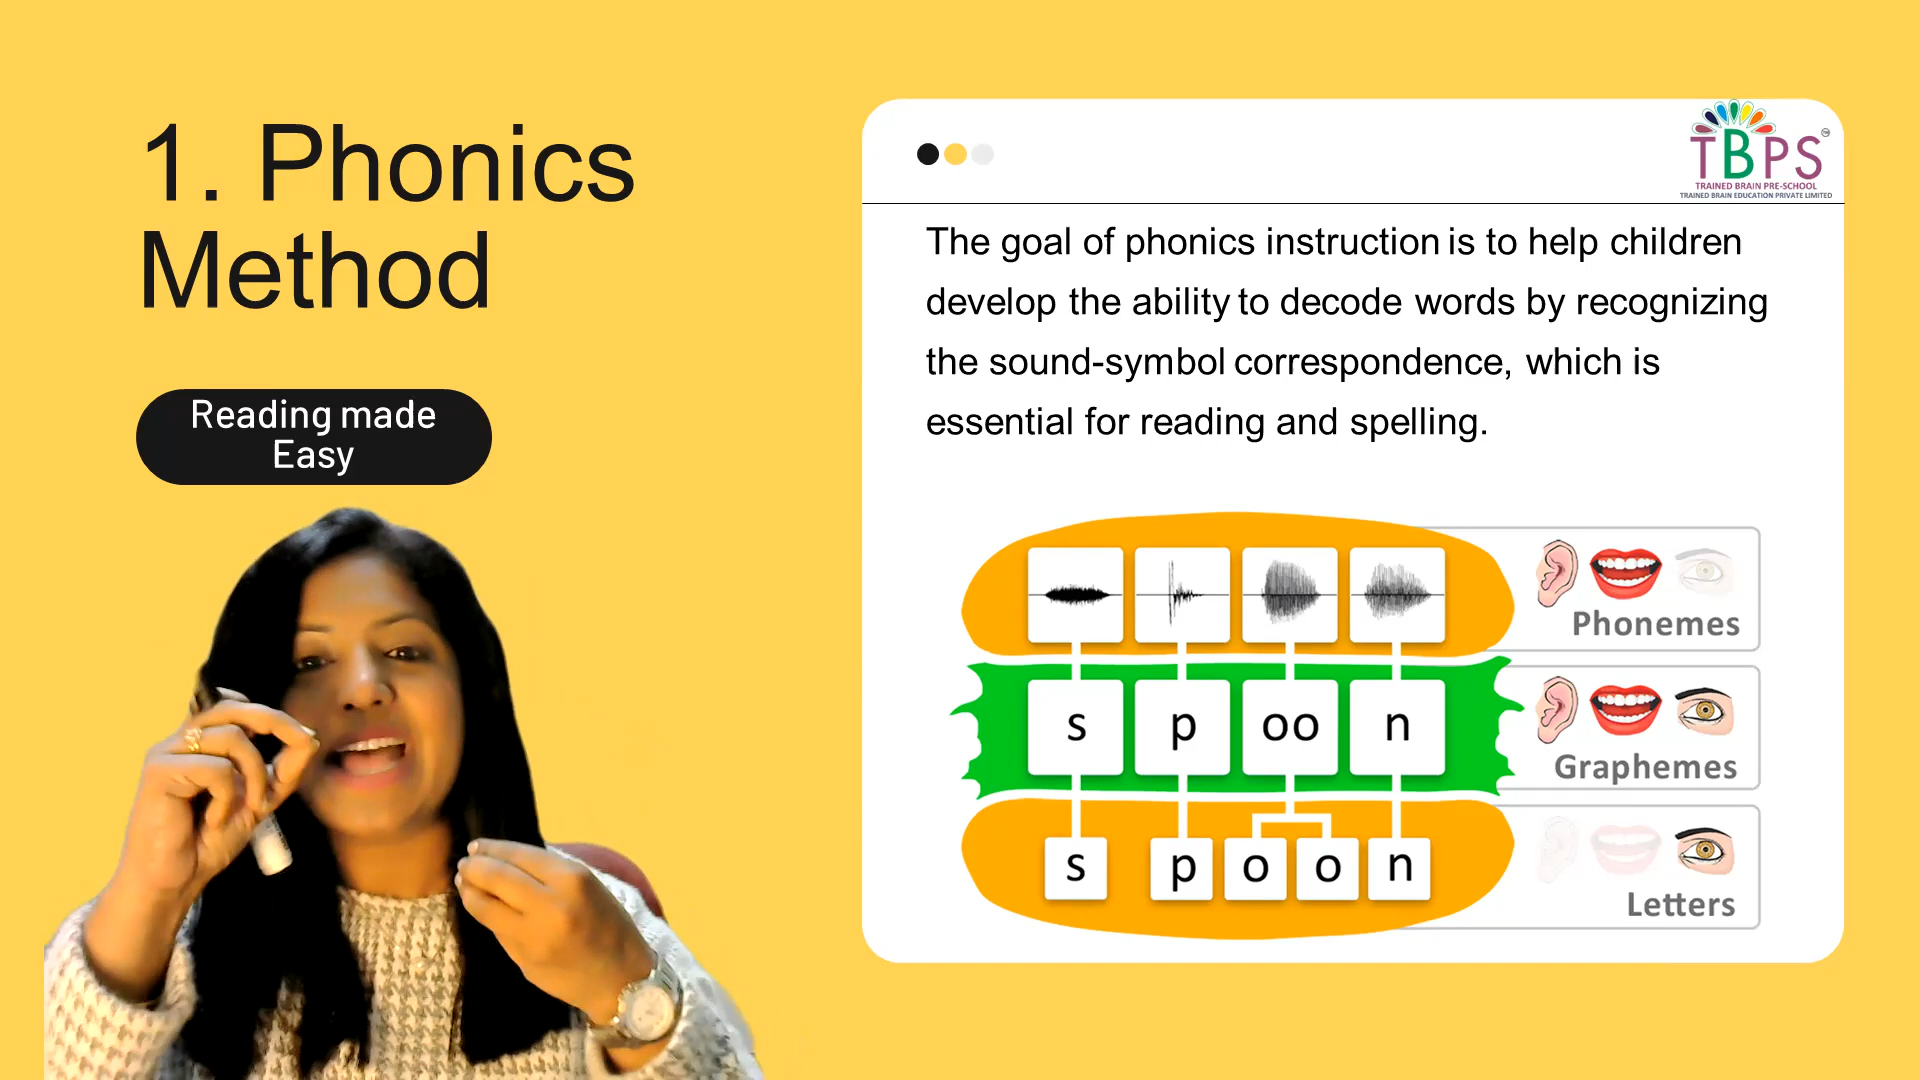 1. Phonics
Method
Reading made
Easy
TBPS
TM
TRAINED BRAIN PRE-SCHOOL
TRAINED BRAIN EDUCATION PRIVATE LIMITED
The goal of phonics instruction is to help children
develop the ability to decode words by recognizing
the sound-symbol correspondence, which is
essential for reading and spelling.
Phonemes
s p oo n
Graphemes
s p o o n
Letters